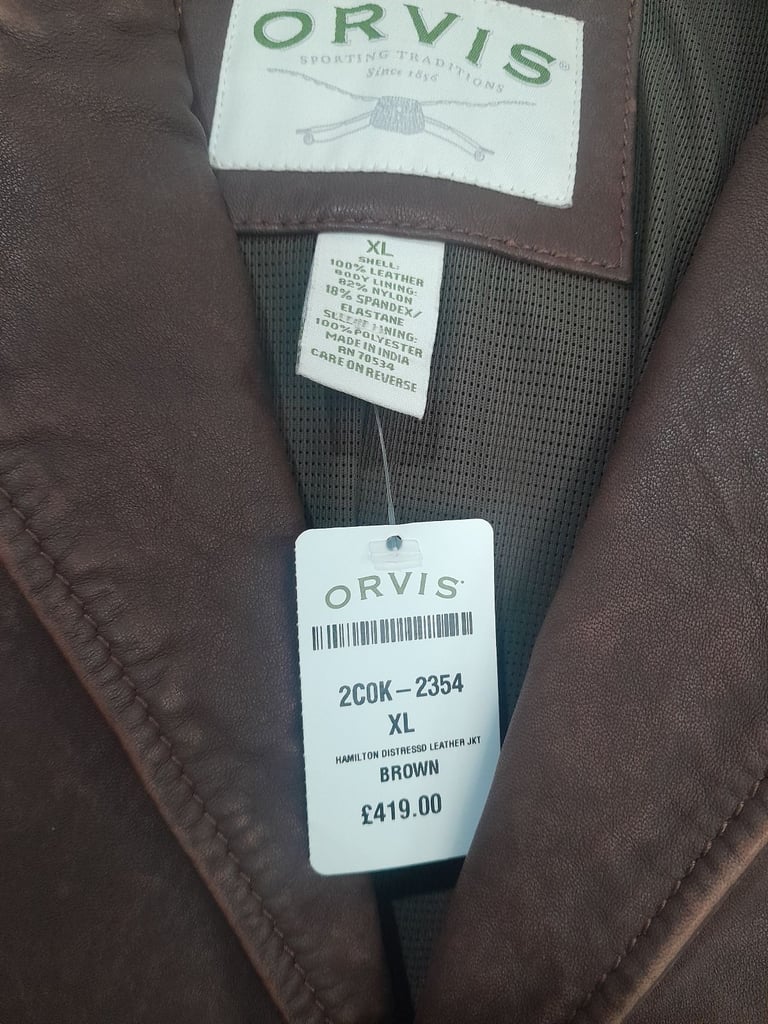 ORVIS®
SPORTING TRADITIONS
Since 1856
XL
SHELL:
100% LEATHER
BODY LINING:
82% NYLON
18% SPANDEX/
ELASTANE
SLEEVE LINING:
100% POLYESTER
MADE IN INDIA
RN 70534
CARE ON REVERSE
ORVIS
2C0K-2354
XL
HAMILTON DISTRESSD LEATHER JKT
BROWN
£419.00